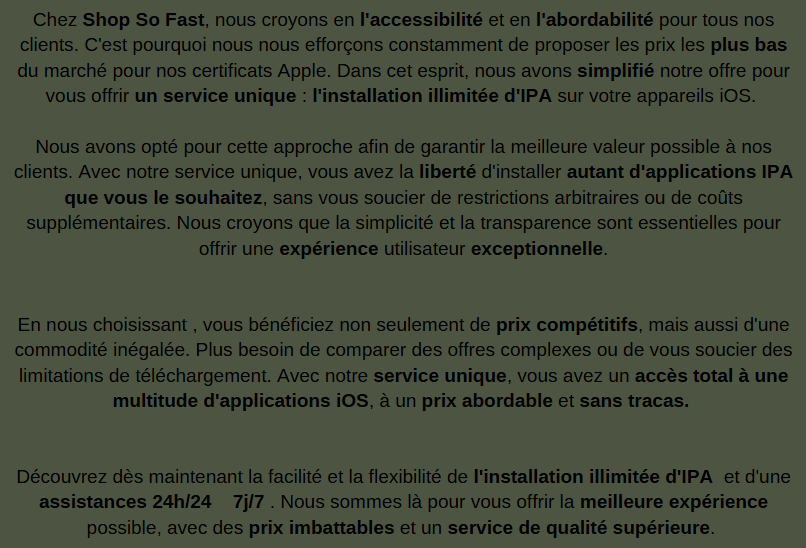 Chez Shop So Fast, nous croyons en l'accessibilité et en l'abordabilité pour tous nos
clients. C'est pourquoi nous nous efforçons constamment de proposer les prix les plus bas
du marché pour nos certificats Apple. Dans cet esprit, nous avons simplifié notre offre pour
vous offrir un service unique : l'installation illimitée d'IPA sur votre appareils iOS.
Nous avons opté pour cette approche afin de garantir la meilleure valeur possible à nos
clients. Avec notre service unique, vous avez la liberté d'installer autant d'applications IPA
que vous le souhaitez, sans vous soucier de restrictions arbitraires ou de coûts
supplémentaires. Nous croyons que la simplicité et la transparence sont essentielles pour
offrir une expérience utilisateur exceptionnelle.
En nous choisissant , vous bénéficiez non seulement de prix compétitifs, mais aussi d'une
commodité inégalée. Plus besoin de comparer des offres complexes ou de vous soucier des
limitations de téléchargement. Avec notre service unique, vous avez un accès total à une
multitude d'applications iOS, à un prix abordable et sans tracas.
Découvrez dès maintenant la facilité et la flexibilité de l'installation illimitée d'IPA  et d'une
assistances 24h/24    7j/7 . Nous sommes là pour vous offrir la meilleure expérience
possible, avec des prix imbattables et un service de qualité supérieure.